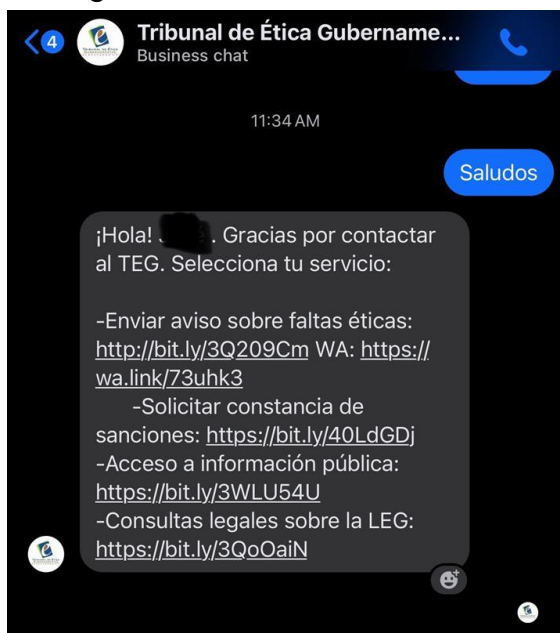 4
Tribunal de Ética Gubername...
Business chat
11:34 AM
Saludos
¡Hola! . Gracias por contactar
al TEG. Selecciona tu servicio:
-Enviar aviso sobre faltas éticas:
http://bit.ly/3Q209Cm WA: https://
wa.link/73uhk3
-Solicitar constancia de
sanciones: https://bit.ly/40LdGDj
-Acceso a información pública:
https://bit.ly/3WLU54U
-Consultas legales sobre la LEG:
https://bit.ly/3QoOaiN